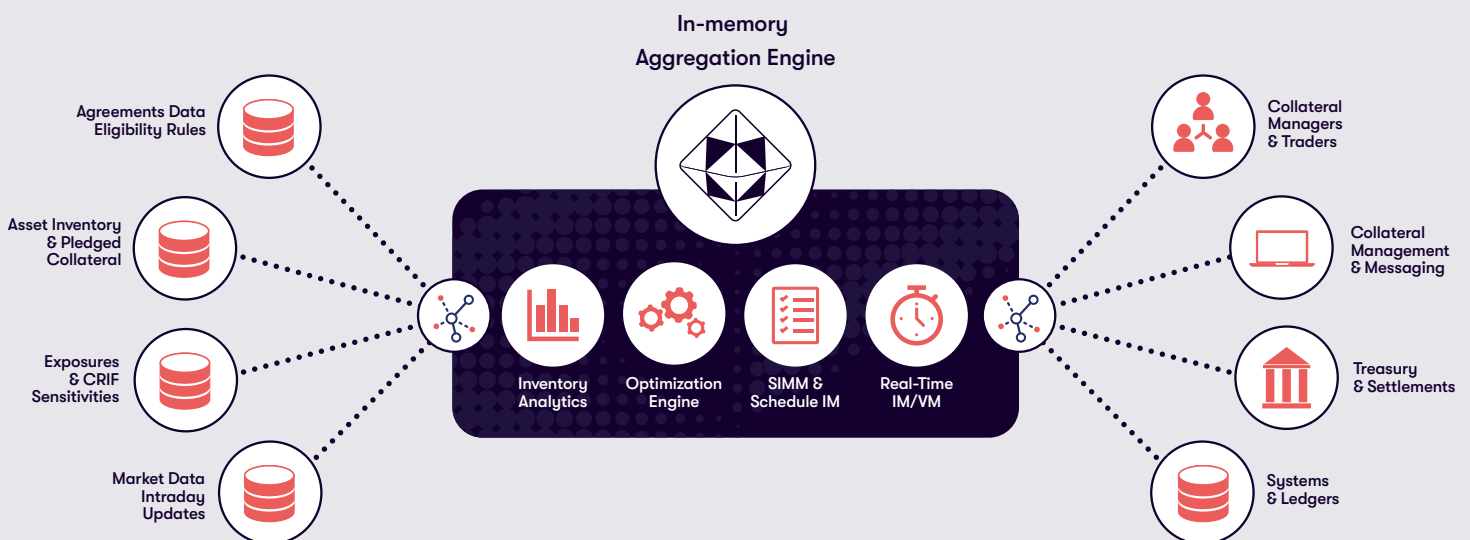 In-memory
Aggregation Engine
Agreements Data
Eligibility Rules
Asset Inventory
& Pledged
Collateral
Exposures
& CRIF
Sensitivities
Market Data
Intraday
Updates
Inventory
Analytics
Optimization
Engine
SIMM &
Schedule IM
Real-Time
IM/VM
Collateral
Managers
& Traders
Collateral
Management
& Messaging
Treasury
& Settlements
Systems
& Ledgers